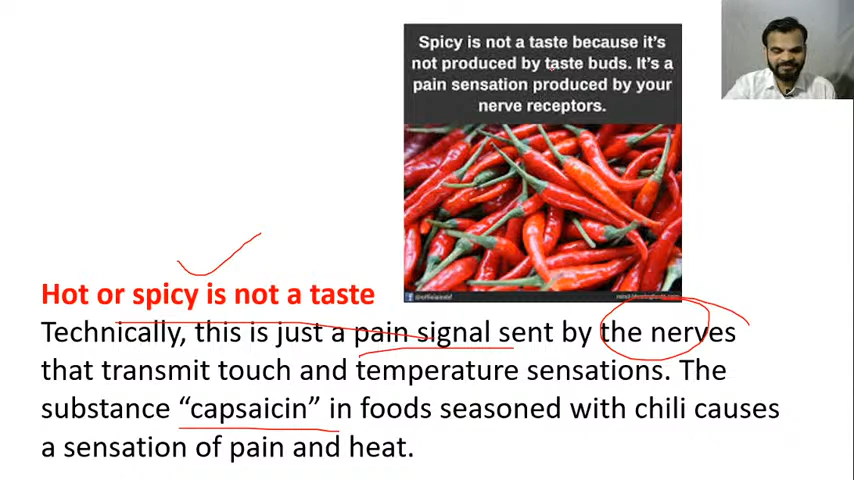 Spicy is not a taste because it's
not produced by taste buds. It's a
pain sensation produced by your
nerve receptors.
Hot or spicy is not a taste
Technically, this is just a pain signal sent by the nerves
that transmit touch and temperature sensations. The
substance “capsaicin” in foods seasoned with chili causes
a sensation of pain and heat.